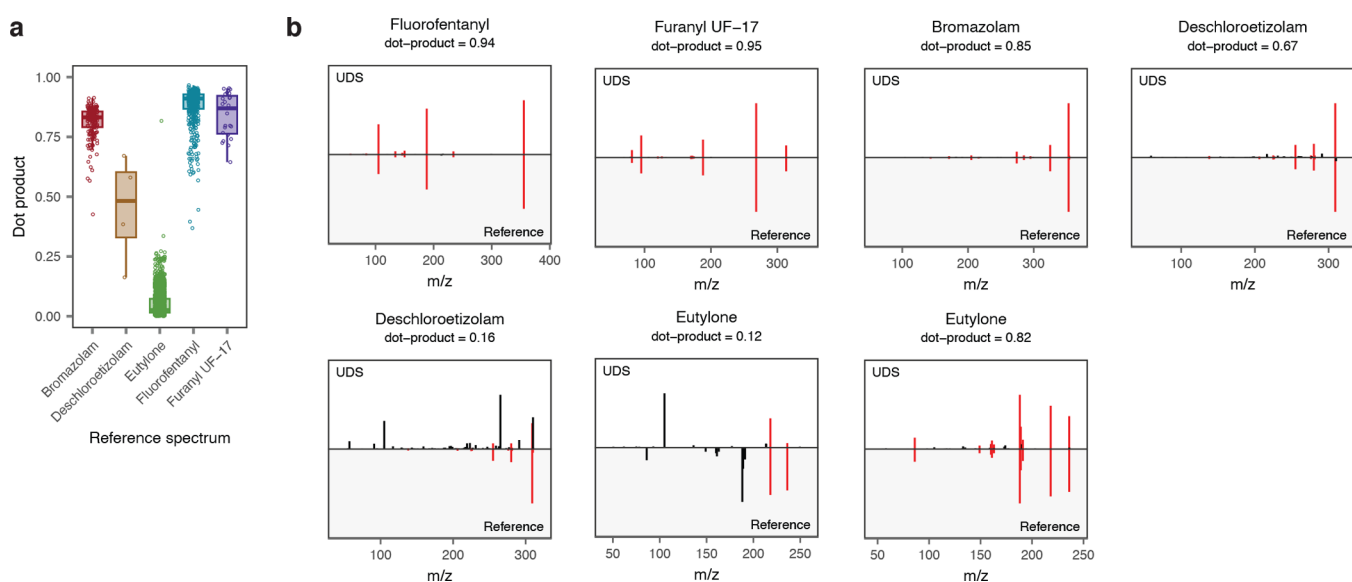 a
1.00
0.75
0.50
0.25
0.00
Dot product
Bromazolam
Deschloroetizolam
Eutylone
Fluorofentanyl
Furanyl UF-17
Reference spectrum
b
Fluorofentanyl
dot-product = 0.94
UDS
Reference
100 200 300 400
m/z
Furanyl UF-17
dot-product = 0.95
UDS
Reference
100 200 300
m/z
Bromazolam
dot-product = 0.85
UDS
Reference
100 200 300
m/z
Deschloroetizolam
dot-product = 0.67
UDS
Reference
100 200 300
m/z
Deschloroetizolam
dot-product = 0.16
UDS
Reference
100 200 300
m/z
Eutylone
dot-product = 0.12
UDS
Reference
50 100 150 200 250
m/z
Eutylone
dot-product = 0.82
UDS
Reference
50 100 150 200 250
m/z